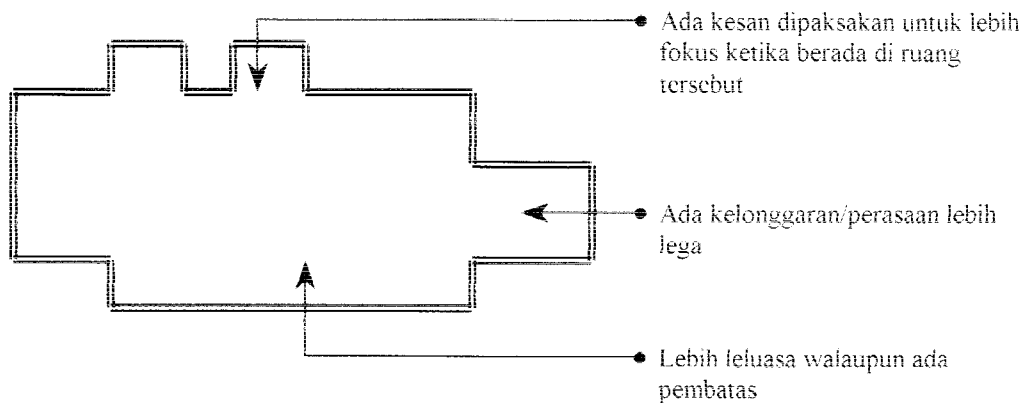 Ada kesan dipaksakan untuk lebih
fokus ketika berada di ruang
tersebut
Ada kelonggaran/perasaan lebih
lega
Lebih leluasa walaupun ada
pembatas